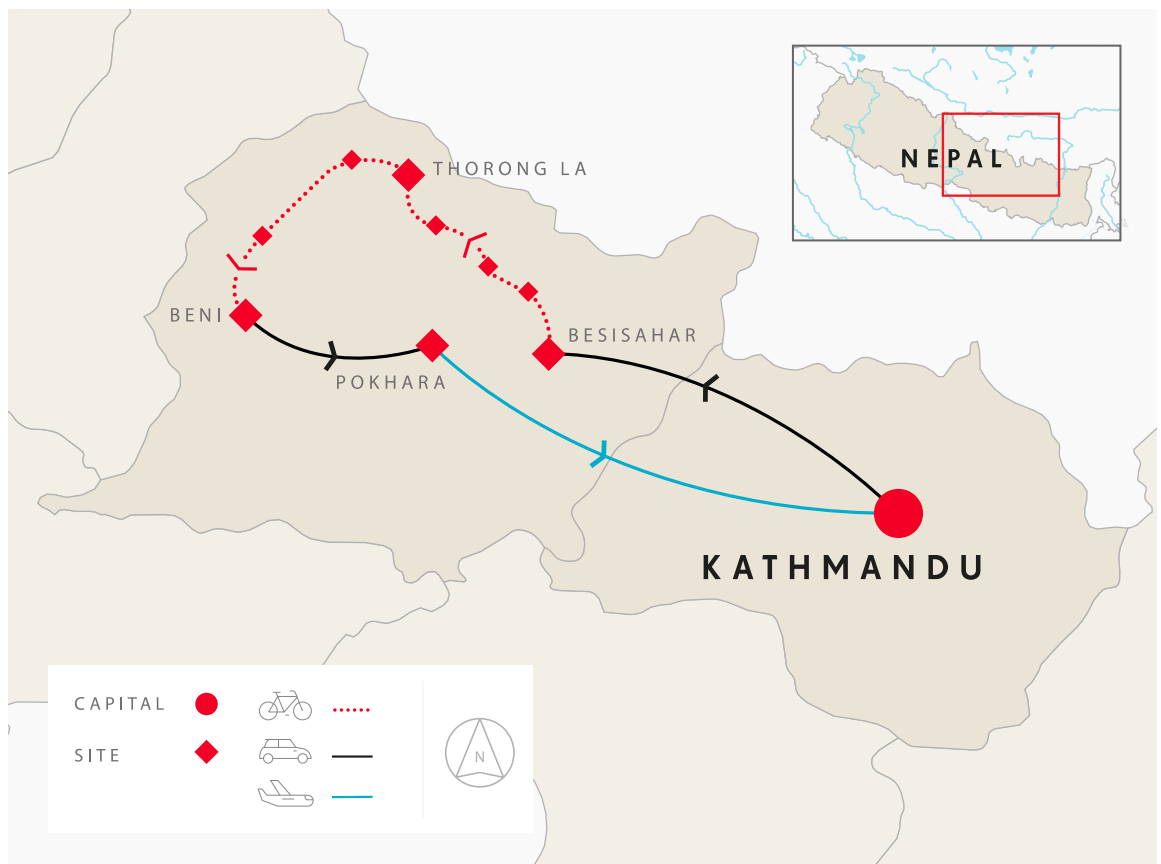 THORONG LA
NEPAL
BENI
BESISAHAR
POKHARA
KATHMANDU
CAPITAL
SITE
N